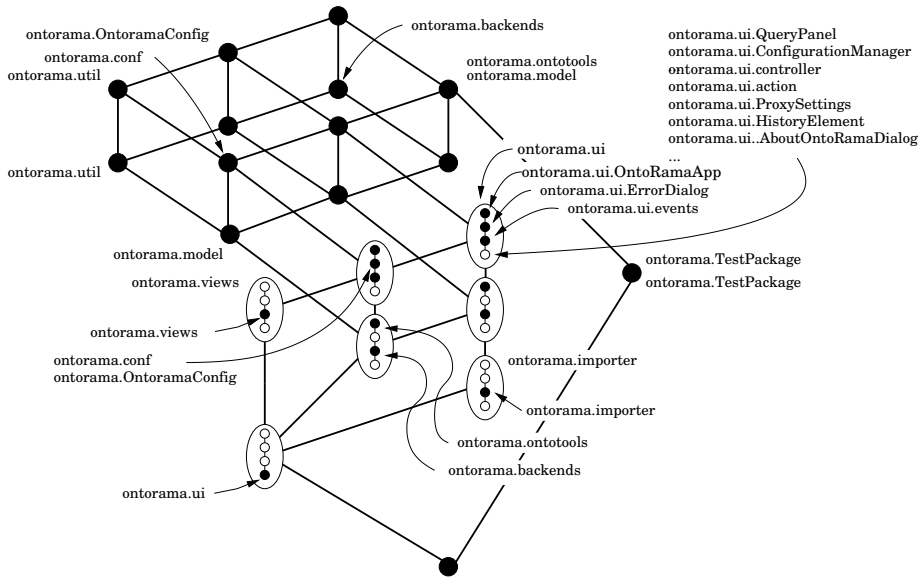 ontorama.backends
ontorama.OntoramaConfig
ontorama.conf
ontorama.util
ontorama.ontotools
ontorama.model
ontorama.ui.QueryPanel
ontorama.ui.ConfigurationManager
ontorama.ui.controller
ontorama.ui.action
ontorama.ui.ProxySettings
ontorama.ui.HistoryElement
ontorama.ui..AboutOntoRamaDialog
...
ontorama.ui
ontorama.ui.OntoRamaApp
ontorama.ui.ErrorDialog
ontorama.ui.events
ontorama.util
ontorama.model
ontorama.TestPackage
ontorama.TestPackage
ontorama.views
ontorama.views
ontorama.conf
ontorama.OntoramaConfig
ontorama.importer
ontorama.importer
ontorama.ontotools
ontorama.backends
ontorama.ui